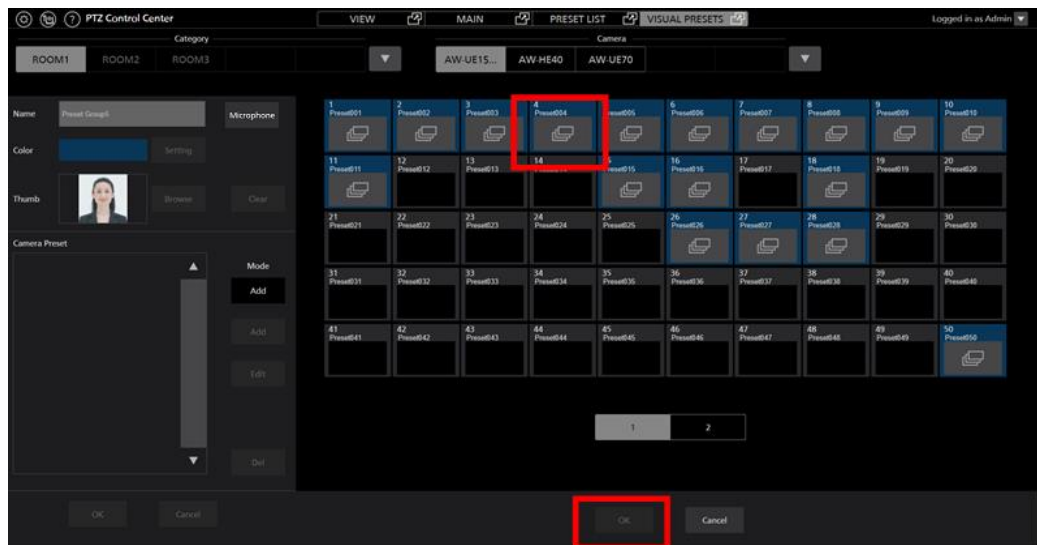 PTZ Control Center
VIEW
MAIN
PRESET LIST
VISUAL PRESETS
Logged in as Admin
Category
Camera
ROOM1
ROOM2
ROOM3
AW-UE15...
AW-HE40
AW-UE70
Name
Preset Group5
Microphone
Color
Setting
Thumb
Browse
Clear
Camera Preset
Mode
Add
Add
Edit
Del
OK
Cancel
1 2 3 4 6 7 8 9 10
Preset001 Preset002 Preset003 Preset004 Preset005 Preset006 Preset007 Preset008 Preset009 Preset010
11 12 13 14 16 17 18 19 20
Preset011 Preset012 Preset013 Preset015 Preset016 Preset017 Preset018 Preset019 Preset020
21 22 23 24 25 26 27 28 29 30
Preset021 Preset022 Preset023 Preset024 Preset025 Preset026 Preset027 Preset028 Preset029 Preset030
31 32 33 34 35 36 37 38 39 40
Preset031 Preset032 Preset033 Preset034 Preset035 Preset036 Preset037 Preset038 Preset039 Preset040
41 42 43 44 45 46 47 48 49 50
Preset041 Preset042 Preset043 Preset044 Preset045 Preset046 Preset047 Preset048 Preset049 Preset050
1
2
OK
Cancel